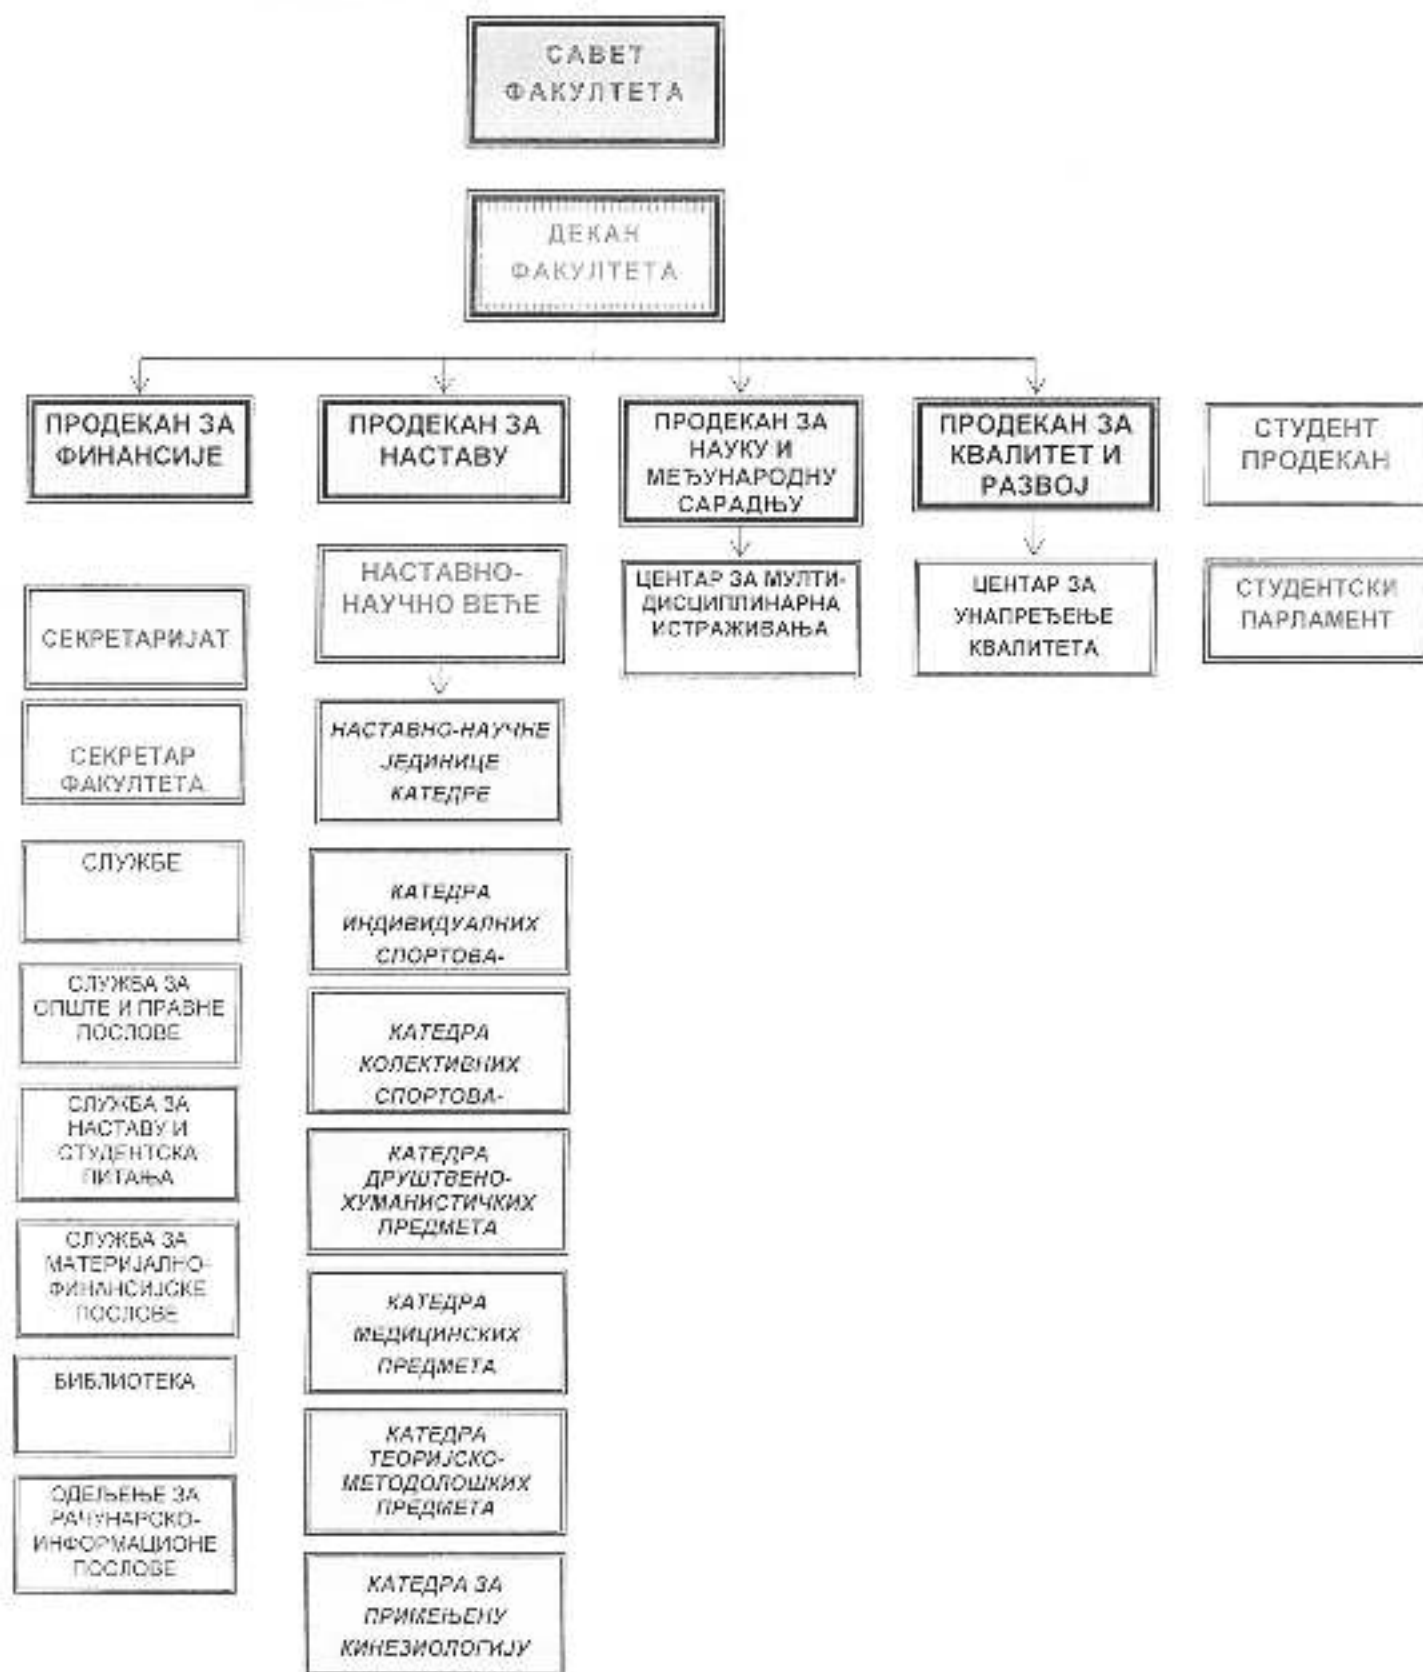 САВЕТ
ФАКУЛТЕТА
ДЕКАН
ФАКУЛТЕТА
ПРОДЕКАН ЗА
ФИНАНСИЈЕ
ПРОДЕКАН ЗА
НАСТАВУ
ПРОДЕКАН ЗА
НАУКУ И
МЕЂУНАРОДНУ
САРАДЊУ
ПРОДЕКАН ЗА
КВАЛИТЕТ И
РАЗВОЈ
СТУДЕНТ
ПРОДЕКАН
СЕКРЕТАРИЈАТ
НАСТАВНО-
НАУЧНО ВЕЋЕ
ЦЕНТАР ЗА МУЛТИ-
ДИСЦИПЛИНАРНА
ИСТРАЖИВАЊА
ЦЕНТАР ЗА
УНАПРЕЂЕЊЕ
КВАЛИТЕТА
СТУДЕНТСКИ
ПАРЛАМЕНТ
СЕКРЕТАР
ФАКУЛТЕТА
НАСТАВНО-НАУЧНЕ
ЈЕДИНИЦЕ
КАТЕДРЕ
СЛУЖБЕ
КАТЕДРА
ИНДИВИДУАЛНИХ
СПОРТОВА-
СЛУЖБА ЗА
ОПШТЕ И ПРАВНЕ
ПОСЛОВЕ
КАТЕДРА
КОЛЕКТИВНИХ
СПОРТОВА-
СЛУЖБА ЗА
НАСТАВУ И
СТУДЕНТСКА
ПИТАЊА
КАТЕДРА
ДРУШТВЕНО-
ХУМАНИСТИЧКИХ
ПРЕДМЕТА
СЛУЖБА ЗА
МАТЕРИЈАЛНО-
ФИНАНСИЈСКЕ
ПОСЛОВЕ
КАТЕДРА
МЕДИЦИНСКИХ
ПРЕДМЕТА
БИБЛИОТЕКА
КАТЕДРА
ТЕОРИЈСКО-
МЕТОДОЛОШКИХ
ПРЕДМЕТА
ОДЕЉЕЊЕ ЗА
РАЧУНАРСКО-
ИНФОРМАЦИОНЕ
ПОСЛОВЕ
КАТЕДРА ЗА
ПРИМЕЊЕНУ
КИНЕЗИОЛОГИЈУ